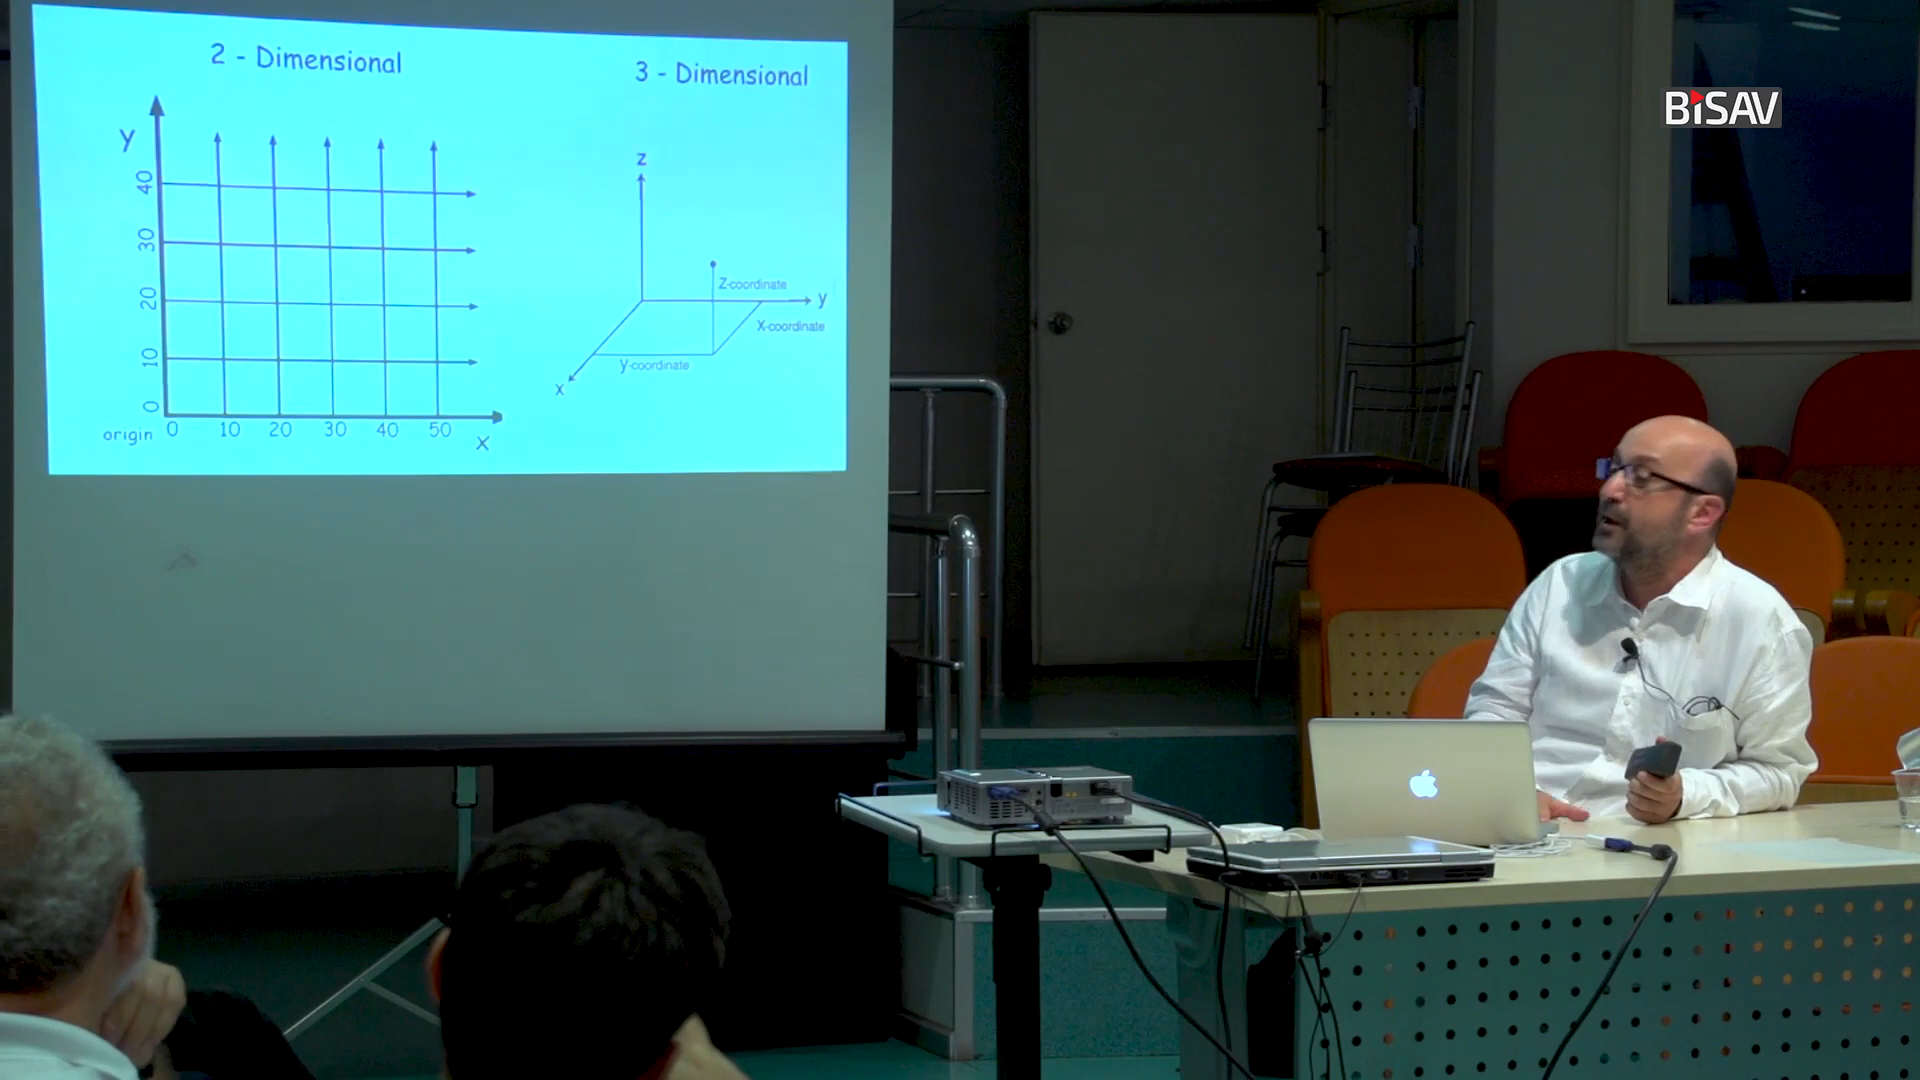 2 - Dimensional
3 - Dimensional
y
40
30
20
10
0
origin
0 10 20 30 40 50
x
z
Z-coordinate
y
X-coordinate
y-coordinate
x
BiSAV